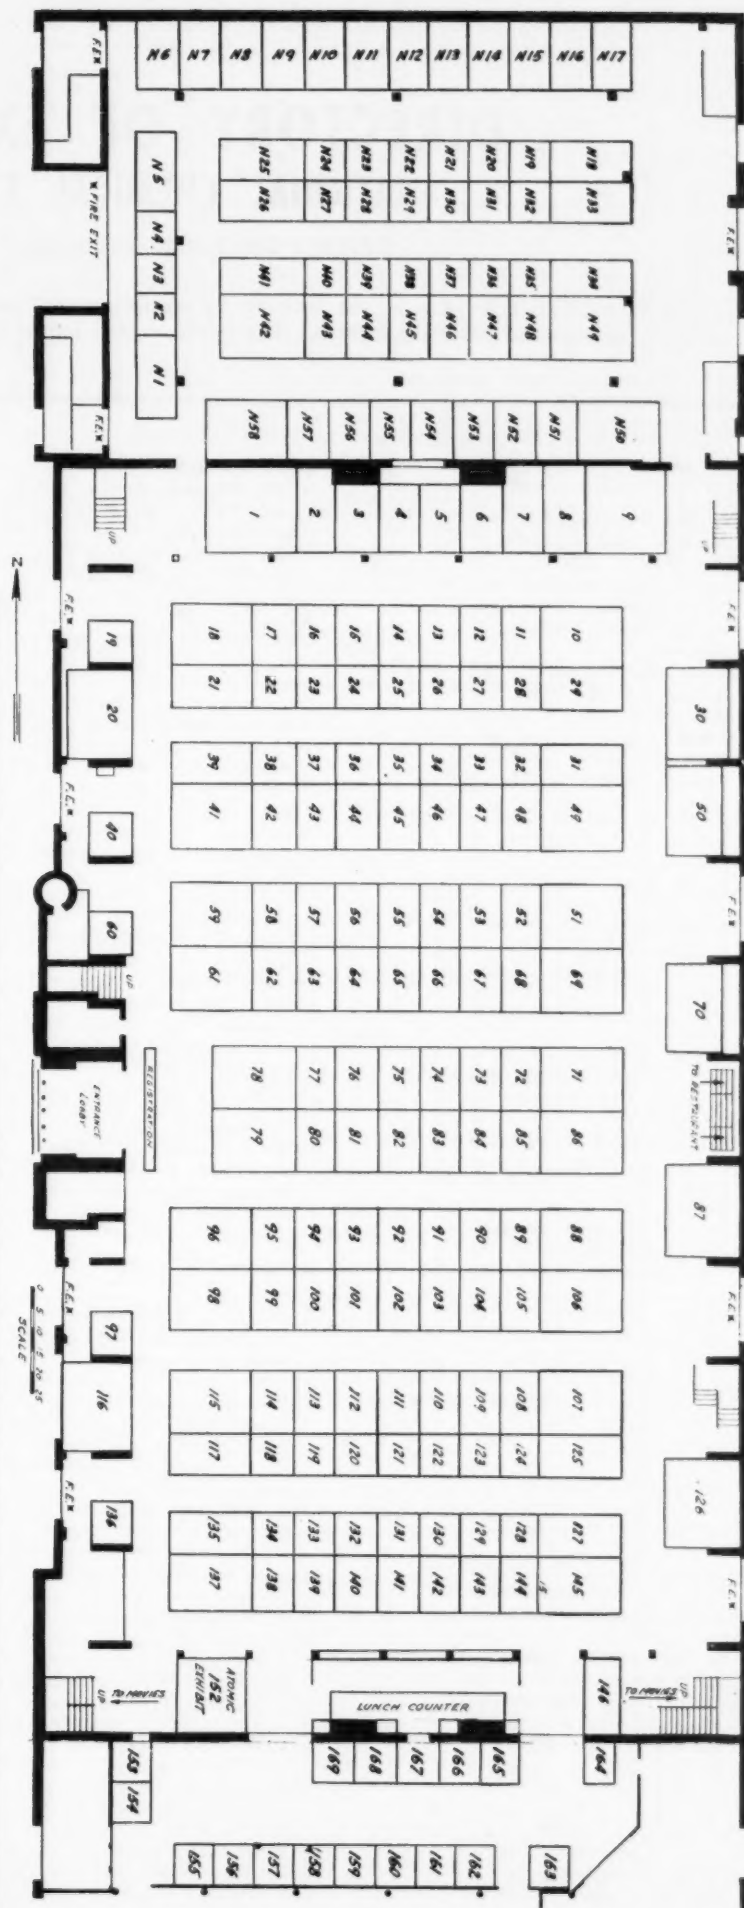 F.E.*
N6 N7 N8 N9 N10 N11 N12 N13 N14 N15 N16 N17
N5
N25 N24 N23 N22 N21 N20 N19 N18
* FIRE EXIT
N26 N27 N28 N29 N30 N31 N32 N33
F.E.*
N4
N3
N41 N40 N39 N38 N37 N36 N35 N34
N2
N42 N43 N44 N45 N46 N47 N48 N49
N1
F.E.*
N58 N57 N56 N55 N54 N53 N52 N51 N50
UP
1 2 3 4 5 6 7 8 9
UP
N
F.E.*
19
18 17 16 15 14 13 12 11 10
F.E.*
20
21 22 23 24 25 26 27 28 29
30
F.E.*
39 38 37 36 35 34 33 32 31
40
41 42 43 44 45 46 47 48 49
50
60
59 58 57 56 55 54 53 52 51
F.E.*
UP
61 62 63 64 65 66 67 68 69
70
ENTRANCE
LOBBY
REGISTRATION
78 77 76 75 74 73 72 71
TO RESTAURANT
79 80 81 82 83 84 85 86
87
96 95 94 93 92 91 90 89 88
F.E.*
97
98 99 100 101 102 103 104 105 106
F.E.*
0 5 10 15 20 25
SCALE
116
115 114 113 112 111 110 109 108 107
117 118 119 120 121 122 123 124 125
126
F.E.*
136
135 134 133 132 131 130 129 128 127
F.E.*
137 138 139 140 141 142 143 144 145
15
UP
TO MOVIES
ATOMIC
152
EXHIBIT
LUNCH COUNTER
146
TO MOVIES
UP
153
154
169 168 167 166 165
164
155 156 157 158 159 160 161 162
163